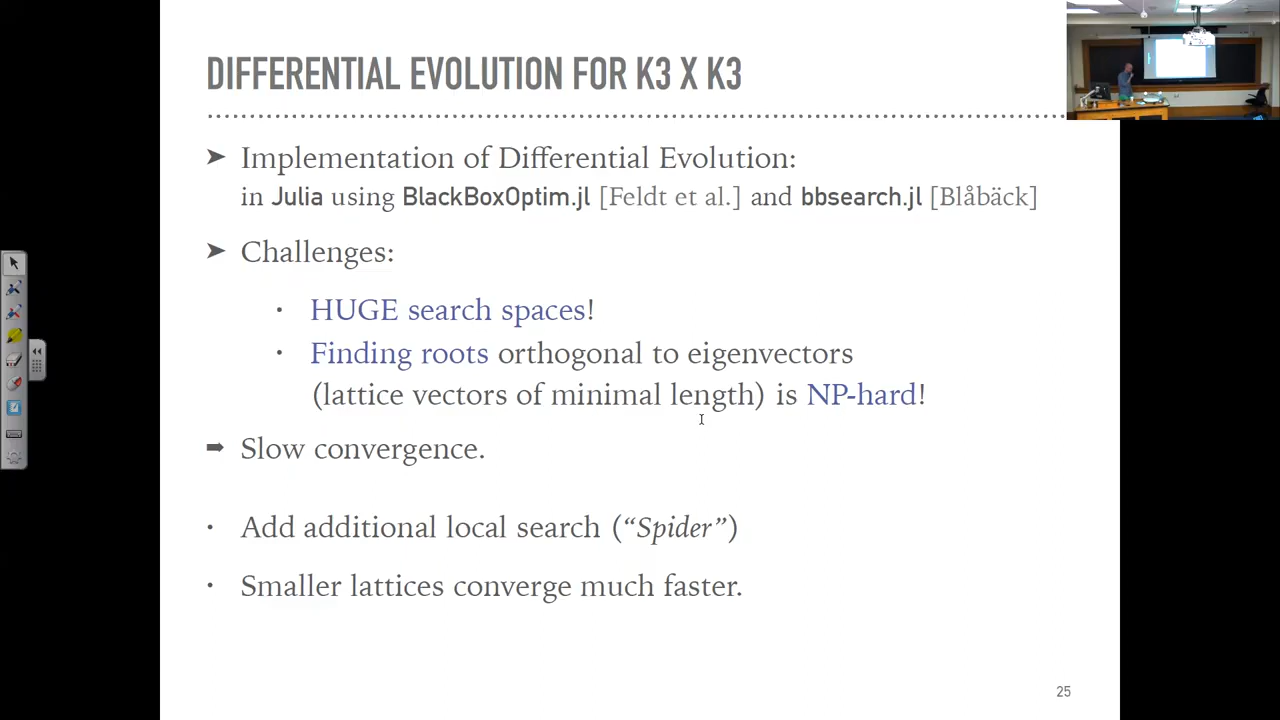 DIFFERENTIAL EVOLUTION FOR K3 X K3
➤ Implementation of Differential Evolution:
in Julia using BlackBoxOptim.jl [Feldt et al.] and bbsearch.jl [Blåbäck]
➤ Challenges:
· HUGE search spaces!
· Finding roots orthogonal to eigenvectors
(lattice vectors of minimal length) is NP-hard!
➡ Slow convergence.
· Add additional local search (“Spider”)
· Smaller lattices converge much faster.
25